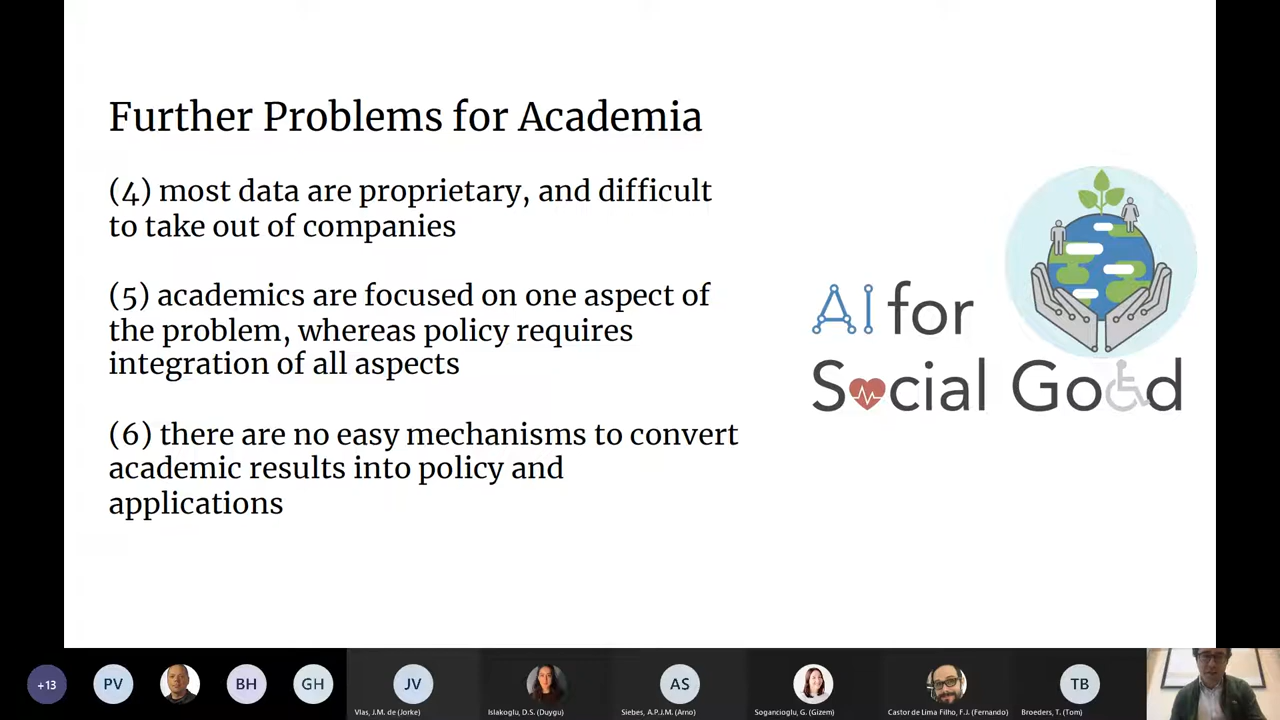 Further Problems for Academia
(4) most data are proprietary, and difficult
to take out of companies
(5) academics are focused on one aspect of
the problem, whereas policy requires
integration of all aspects
(6) there are no easy mechanisms to convert
academic results into policy and
applications
AI for
Social Good
+13
PV
BH
GH
JV
AS
TB
Vlas, J.M. de (Jorke)
Islakoglu, D.S. (Duygu)
Siebes, A.P.J.M. (Arno)
Sogancioglu, G. (Gizem)
Castor de Lima Filho, F.J. (Fernando)
Broeders, T. (Tom)